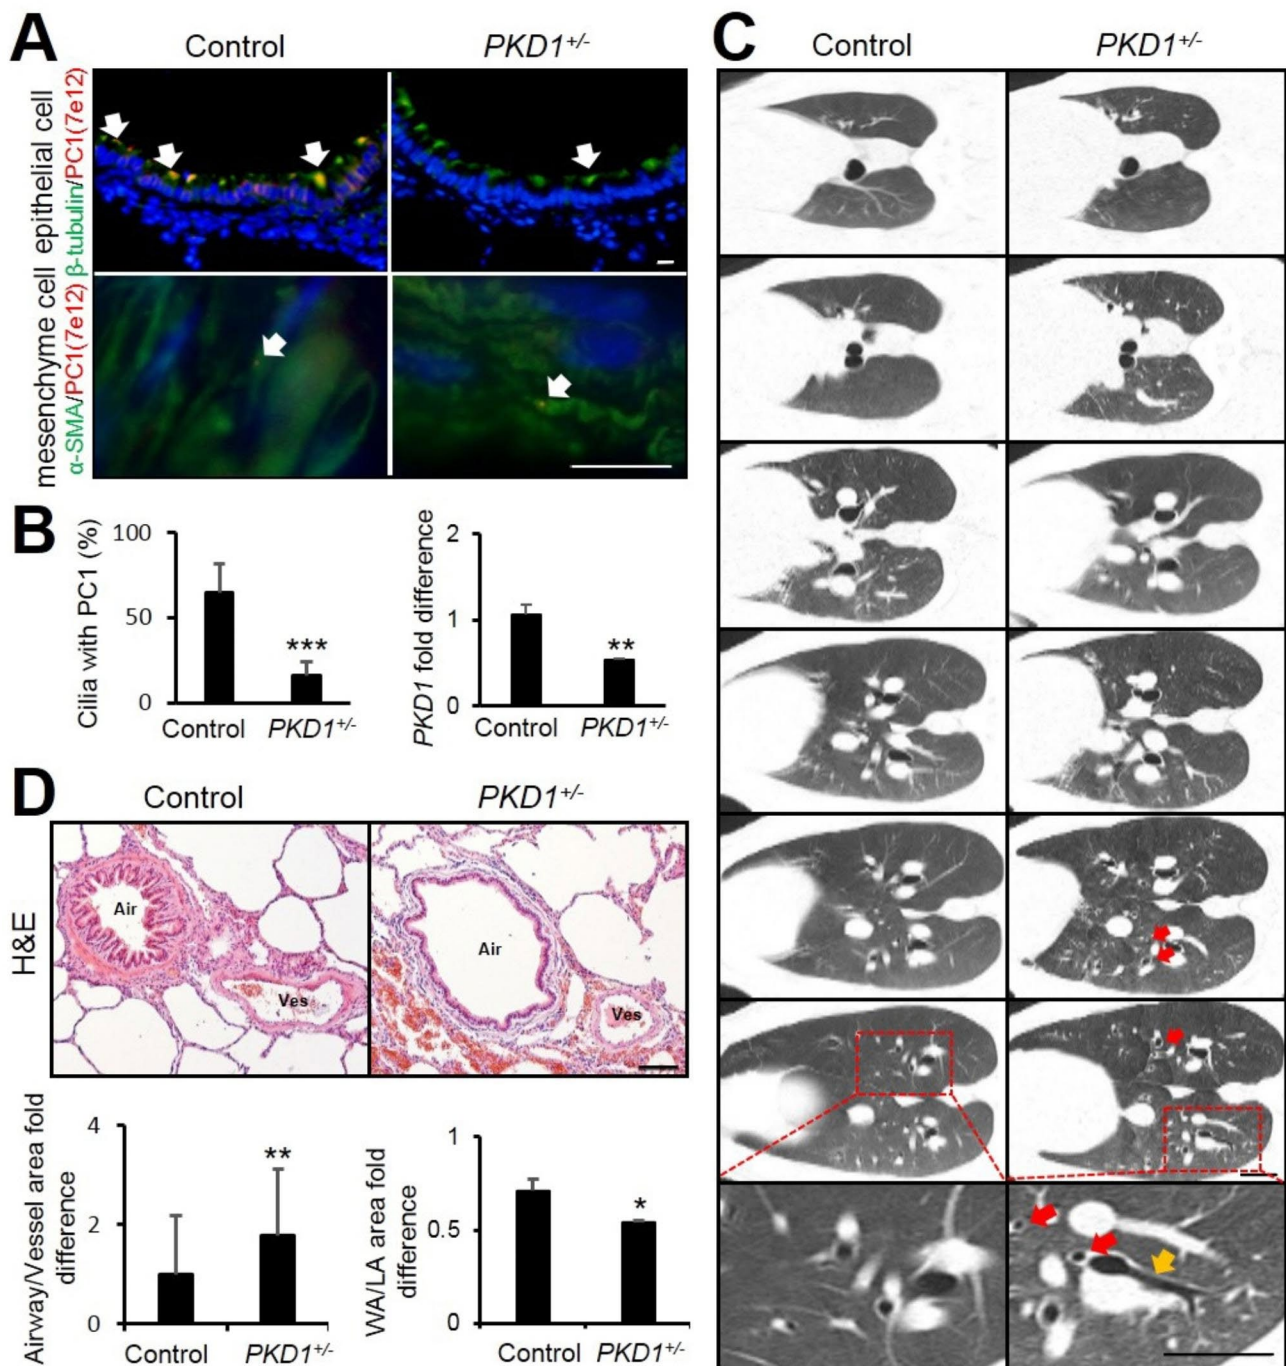 A
Control
PKD1+/-
epithelial cell
β-tubulin/PC1(7e12)
mesenchyme cell
α-SMA/PC1(7e12)
B
Cilia with PC1 (%)
100
50
0
***
Control
PKD1+/-
PKD1 fold difference
2
1
0
**
Control
PKD1+/-
C
Control
PKD1+/-
D
Control
PKD1+/-
H&E
Air
Ves
Air
Ves
Airway/Vessel area fold
difference
4
2
0
**
Control
PKD1+/-
WA/LA area fold
difference
1
0.5
0
*
Control
PKD1+/-